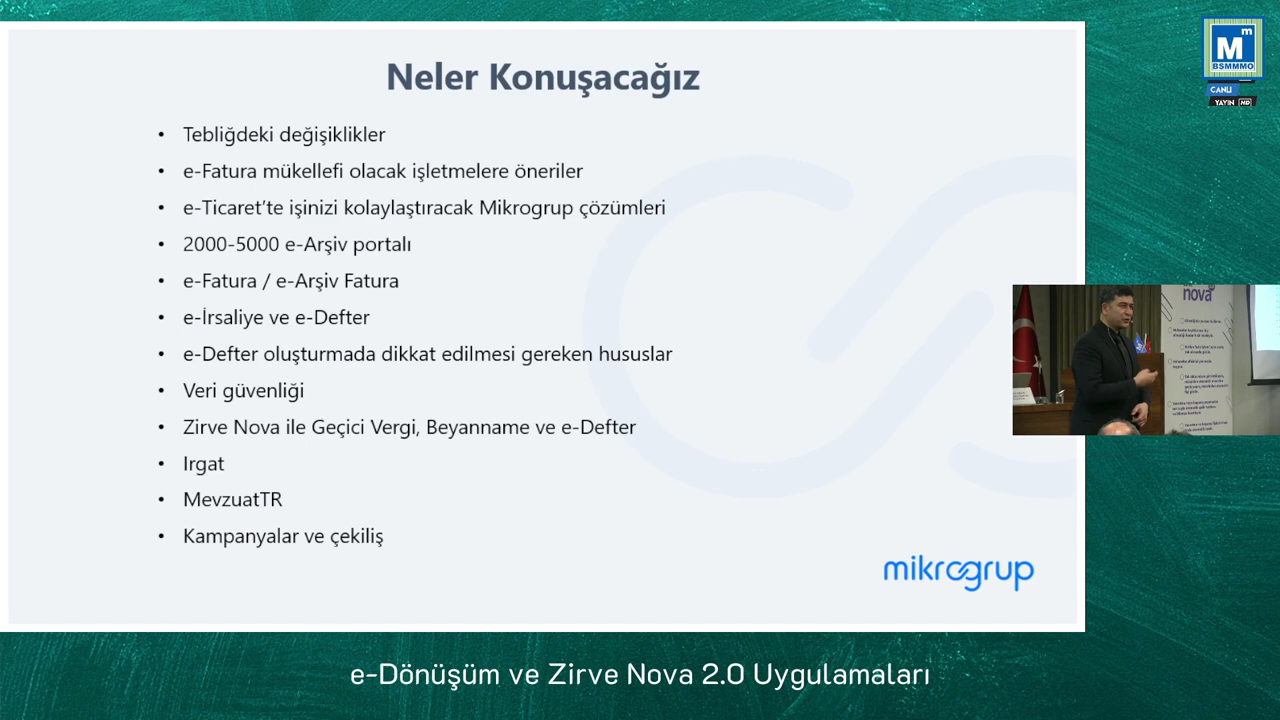 Neler Konuşacağız
• Tebliğdeki değişiklikler
• e-Fatura mükellefi olacak işletmelere öneriler
• e-Ticaret’te işinizi kolaylaştıracak Mikrogrup çözümleri
• 2000-5000 e-Arşiv portalı
• e-Fatura / e-Arşiv Fatura
• e-İrsaliye ve e-Defter
• e-Defter oluşturmada dikkat edilmesi gereken hususlar
• Veri güvenliği
• Zirve Nova ile Geçici Vergi, Beyanname ve e-Defter
• Irgat
• MevzuatTR
• Kampanyalar ve çekiliş
mikrogrup
Mm
BSMMMO
CANLI
YAYIN HD
nova
e-Dönüşüm ve Zirve Nova 2.0 Uygulamaları